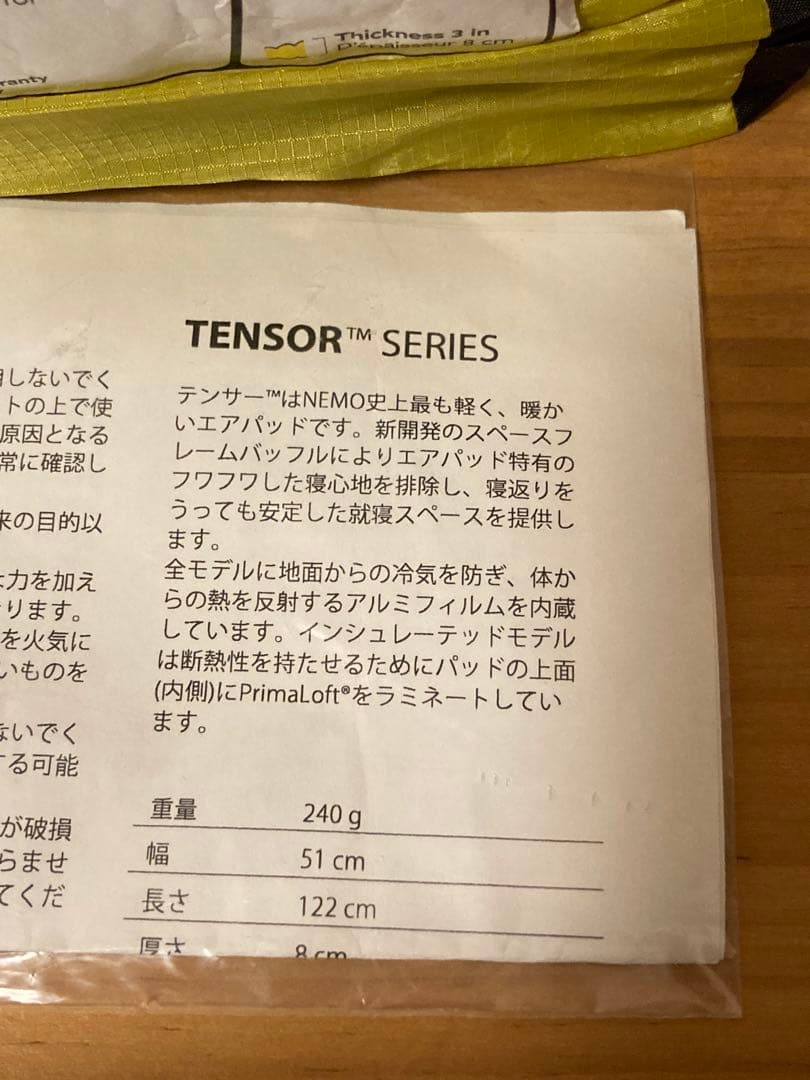 Thickness 3 in
D'épaisseur 8 cm
ranty
TENSOR™ SERIES
テンサー™はNEMO史上最も軽く、暖か
いエアパッドです。新開発のスペースフ
レームバッフルによりエアパッド特有の
フワフワした寝心地を排除し、寝返りを
うっても安定した就寝スペースを提供し
ます。
全モデルに地面からの冷気を防ぎ、体か
らの熱を反射するアルミフィルムを内蔵
しています。インシュレーテッドモデル
は断熱性を持たせるためにパッドの上面
(内側)にPrimaLoft®をラミネートしてい
ます。
重量 240 g
幅 51 cm
長さ 122 cm
厚さ 8 cm
しないでく
トの上で使
原因となる
常に確認し
来の目的以
力を加え
ります。
を火気に
いものを
ないでく
する可能
が破損
らませ
てくだ